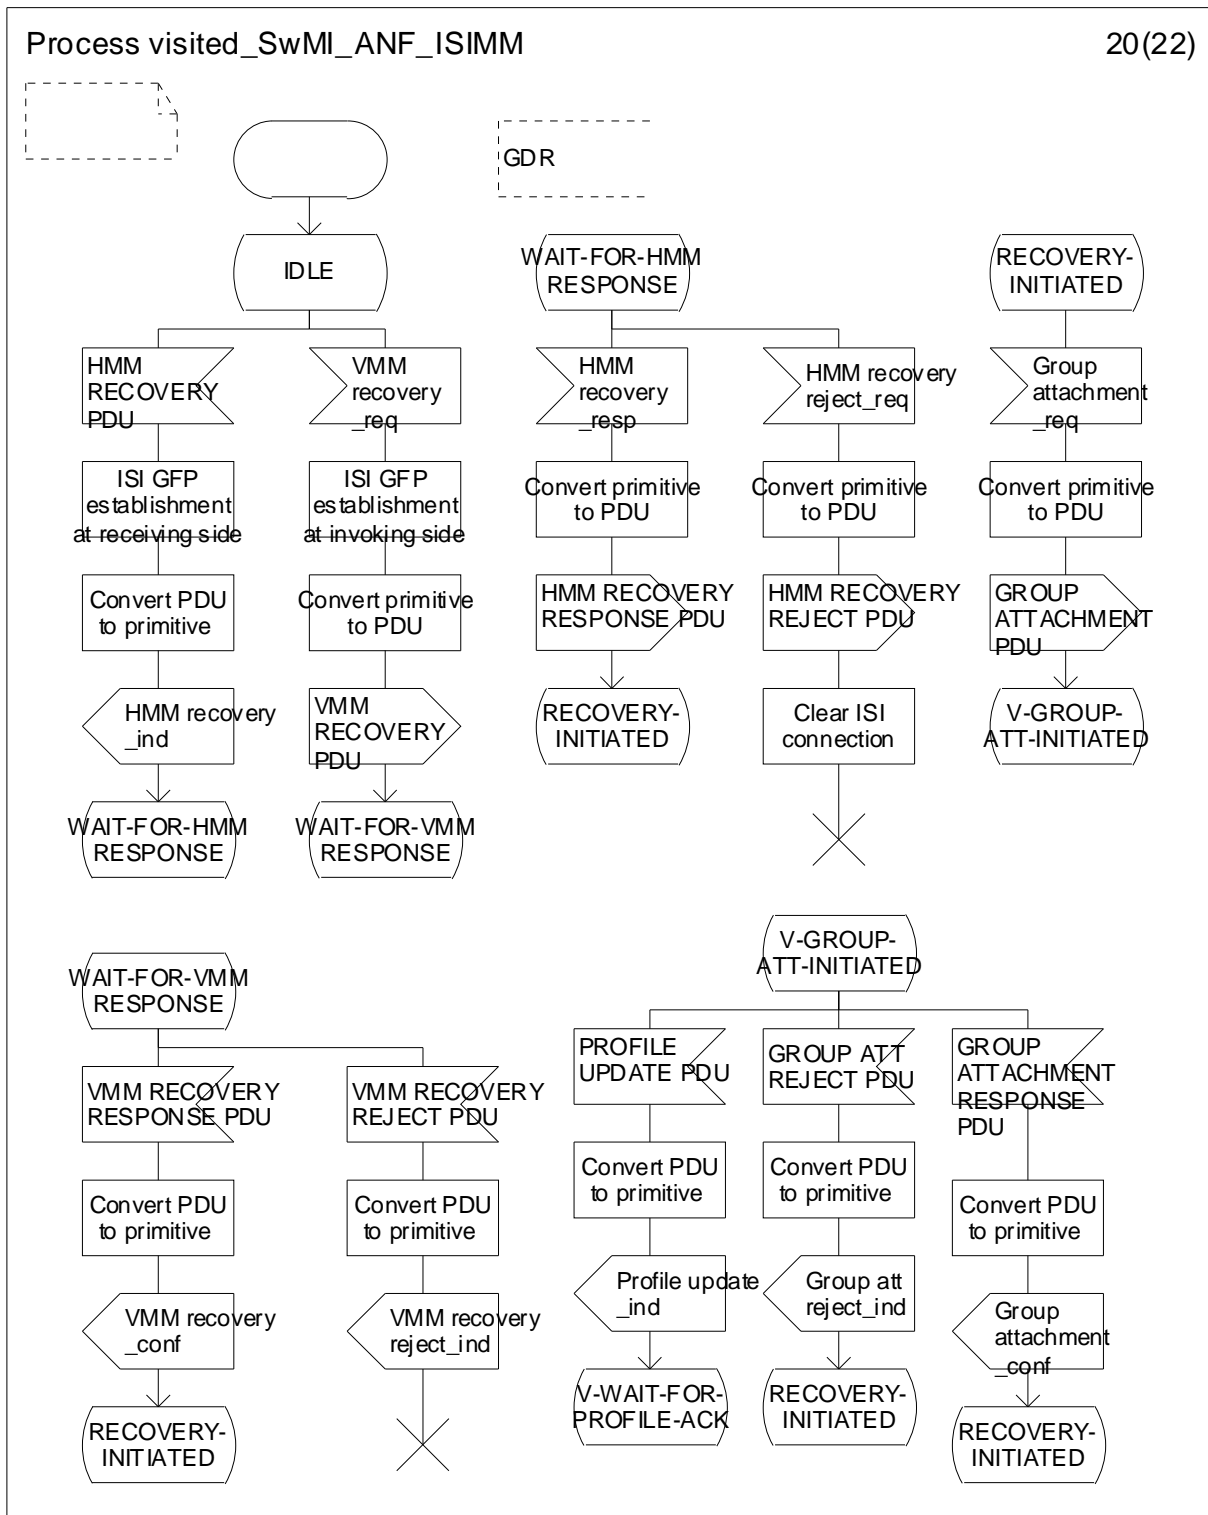 Process visited_SwMI_ANF_ISIMM
20(22)
GDR
IDLE
HMM
RECOVERY
PDU
ISI GFP
establishment
at receiving side
Convert PDU
to primitive
HMM recovery
_ind
WAIT-FOR-HMM
RESPONSE
VMM
recovery
_req
ISI GFP
establishment
at invoking side
Convert primitive
to PDU
VMM
RECOVERY
PDU
WAIT-FOR-VMM
RESPONSE
WAIT-FOR-HMM
RESPONSE
HMM
recovery
_resp
Convert primitive
to PDU
HMM RECOVERY
RESPONSE PDU
RECOVERY-
INITIATED
HMM recovery
reject_req
Convert primitive
to PDU
HMM RECOVERY
REJECT PDU
Clear ISI
connection
RECOVERY-
INITIATED
Group
attachment
_req
Convert primitive
to PDU
GROUP
ATTACHMENT
PDU
V-GROUP-
ATT-INITIATED
WAIT-FOR-VMM
RESPONSE
VMM RECOVERY
RESPONSE PDU
Convert PDU
to primitive
VMM recovery
_conf
RECOVERY-
INITIATED
VMM RECOVERY
REJECT PDU
Convert PDU
to primitive
VMM recovery
reject_ind
V-GROUP-
ATT-INITIATED
PROFILE
UPDATE PDU
Convert PDU
to primitive
Profile update
_ind
V-WAIT-FOR-
PROFILE-ACK
GROUP ATT
REJECT PDU
Convert PDU
to primitive
Group att
reject_ind
RECOVERY-
INITIATED
GROUP
ATTACHMENT
RESPONSE
PDU
Convert PDU
to primitive
Group
attachment
_conf
RECOVERY-
INITIATED